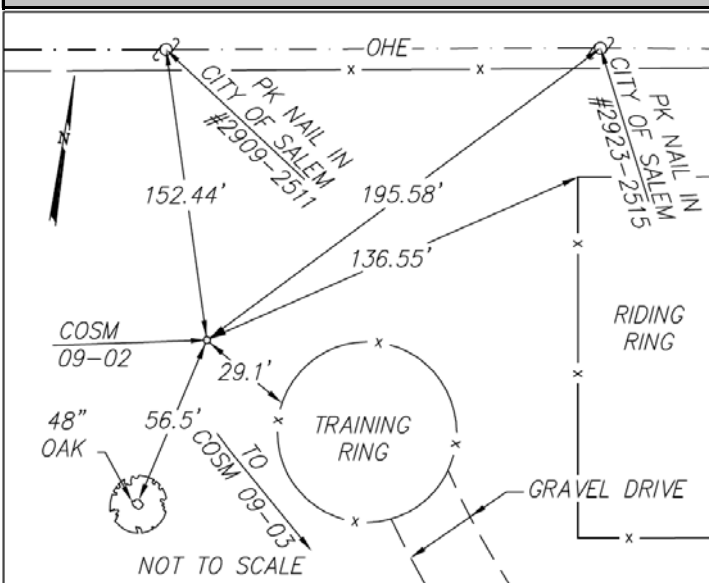 OHE
x x
PK NAIL IN
CITY OF SALEM
#2909-2511
PK NAIL IN
CITY OF SALEM
#2923-2515
N
152.44'
195.58'
136.55'
x
RIDING
RING
COSM
09-02
29.1'
x
x
48"
OAK
56.5'
TO
COSM 09-03
x
TRAINING
RING
x
x
GRAVEL DRIVE
x
NOT TO SCALE